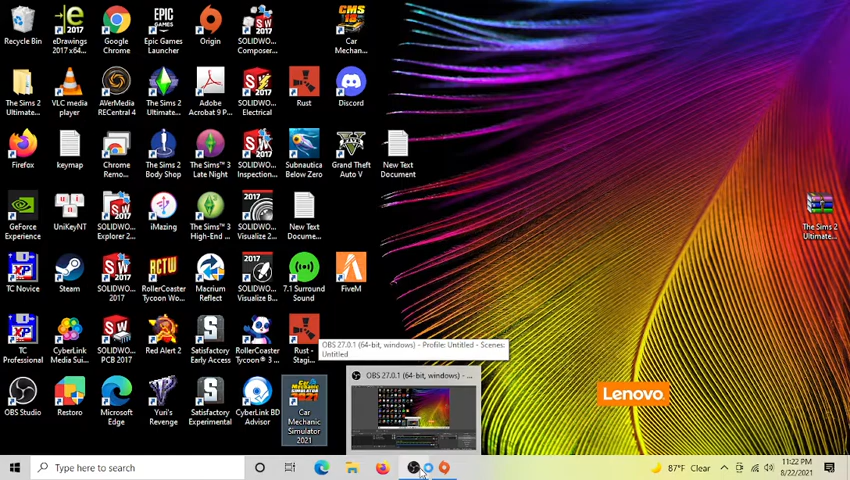 CMS
Recycle Bin
eDrawings
2017 x64...
Google
Chrome
EPIC
GAMES
Epic Games
Launcher
Origin
SOLIDWO...
Composer...
Car
Mechan...
The Sims 2
Ultimate...
VLC media
player
AVerMedia
RECentral 4
The Sims 2
Ultimate...
Adobe
Acrobat 9 P...
SOLIDWO...
Electrical
Rust
Discord
Firefox
keymap
Chrome
Remo...
The Sims 2
Body Shop
The Sims™ 3
Late Night
SOLIDWO...
Inspection...
Subnautica
Below Zero
Grand Theft
Auto V
New Text
Document
GeForce
Experience
UniKeyNT
SOLIDWO...
Explorer 2...
iMazing
The Sims™ 3
High-End ...
SOLIDWO...
Visualize 2...
New Text
Docume...
The Sims 2
Ultimate...
TC Novice
Steam
SOLIDWO...
2017
RCTW
RollerCoaster
Tycoon Wo...
Macrium
Reflect
SOLIDWO...
Visualize B...
7.1 Surround
Sound
FiveM
TC
Professional
CyberLink
Media Sui...
SOLIDWO...
PCB 2017
Red Alert 2
Satisfactory
Early Access
RollerCoaster
Tycoon® 3 ...
Rust -
Stagi...
OBS 27.0.1 (64-bit, windows) - Profile: Untitled - Scenes:
Untitled
OBS 27.0.1 (64-bit, windows) - ...
OBS Studio
Restoro
Microsoft
Edge
Yuri's
Revenge
Satisfactory
Experimental
CyberLink BD
Advisor
Car
Mechanic
Simulator
2021
Lenovo
Type here to search
87°F Clear
11:22 PM
8/22/2021